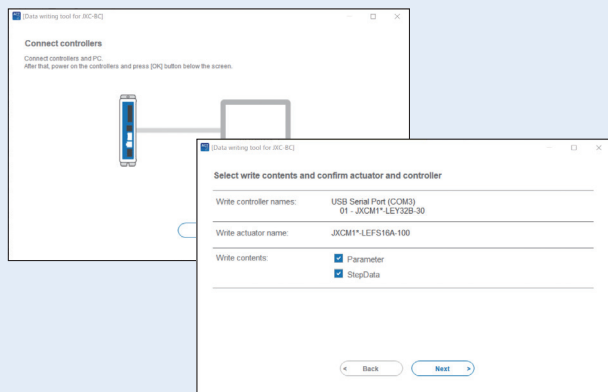 [Data writing tool for JXC-BC]
Connect controllers
Connect controllers and PC.
After that, power on the controllers and press [OK] button below the screen.
[Data writing tool for JXC-BC]
Select write contents and confirm actuator and controller
Write controller names: USB Serial Port (COM3)
01 - JXCM1*-LEY32B-30
Write actuator name: JXCM1*-LEFS16A-100
Write contents: Parameter
StepData
< Back Next >